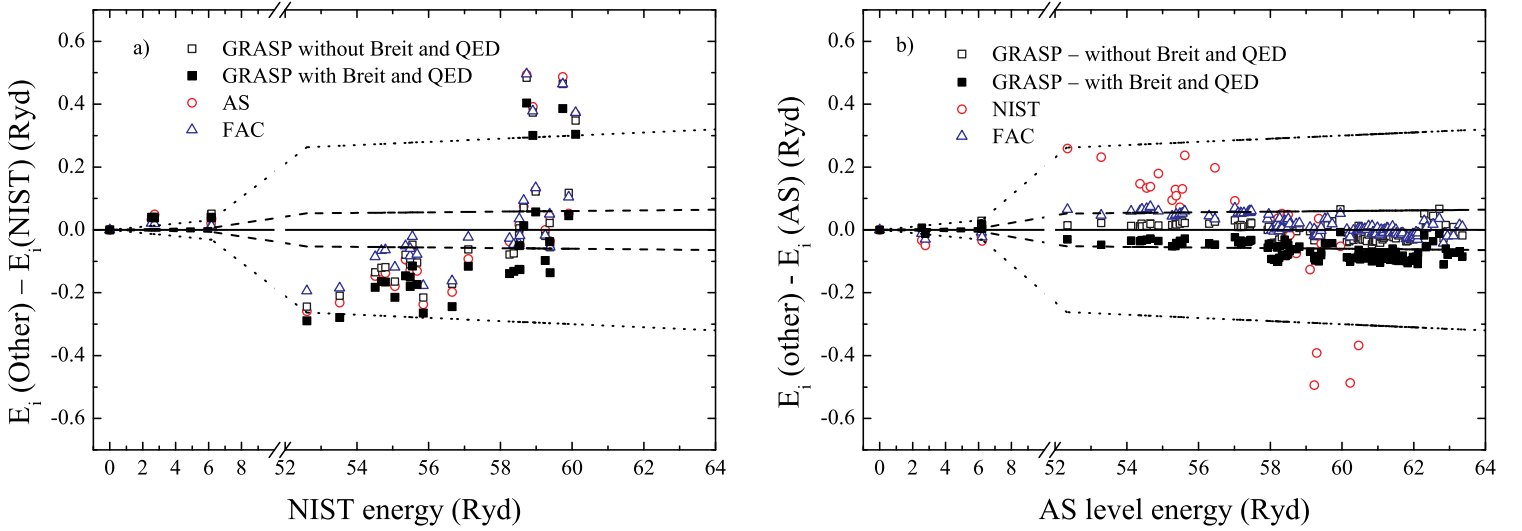 a)
GRASP without Breit and QED
GRASP with Breit and QED
AS
FAC
0.6
0.4
0.2
0.0
-0.2
-0.4
-0.6
E_i (Other) – E_i(NIST) (Ryd)
0 2 4 6 8 52 54 56 58 60 62 64
NIST energy (Ryd)
b)
GRASP – without Breit and QED
GRASP – with Breit and QED
NIST
FAC
0.6
0.4
0.2
0.0
-0.2
-0.4
-0.6
E_i (other) - E_i (AS) (Ryd)
0 2 4 6 8 52 54 56 58 60 62 64
AS level energy (Ryd)